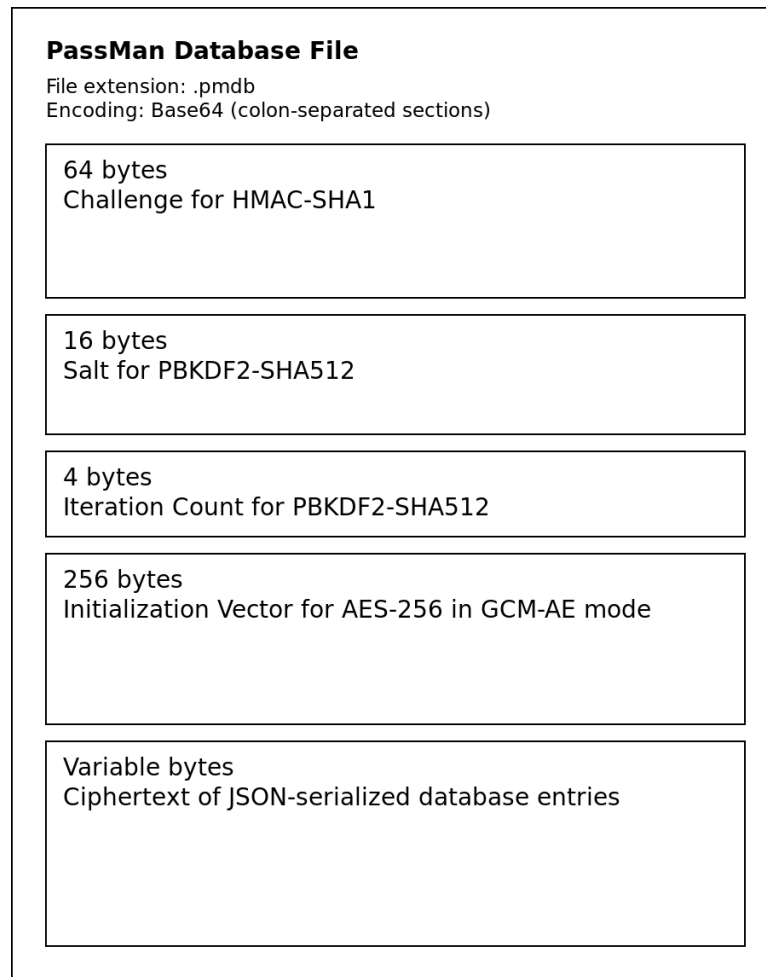 PassMan Database File
File extension: .pmdb
Encoding: Base64 (colon-separated sections)
64 bytes
Challenge for HMAC-SHA1
16 bytes
Salt for PBKDF2-SHA512
4 bytes
Iteration Count for PBKDF2-SHA512
256 bytes
Initialization Vector for AES-256 in GCM-AE mode
Variable bytes
Ciphertext of JSON-serialized database entries